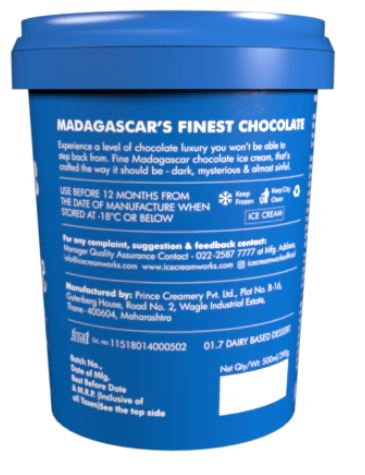 MADAGASCAR'S FINEST CHOCOLATE
Experience a level of chocolate luxury you won't be able to
step back from. Fine Madagascar chocolate ice cream, that's
crafted the way it should be - dark, mysterious & almost sinful.
USE BEFORE 12 MONTHS FROM
THE DATE OF MANUFACTURE WHEN
STORED AT -18°C OR BELOW
Keep
Frozen
Keep City
Clean
ICE CREAM
For any complaint, suggestion & feedback contact:
Manager Quality Assurance Contact - 022-2587 7777 at Mfg. Address,
info@icecreamworks.com www.icecreamworks.com icecreamworksofficial
Manufactured by: Prince Creamery Pvt. Ltd., Plot No. B-16,
Gutenberg House, Road No. 2, Wagle Industrial Estate,
Thane- 400604, Maharashtra
fssai Lic. no: 11518014000502
01.7 DAIRY BASED DESSERT
Batch No.,
Date of Mfg.
Best Before Date
& M.R.P. (Inclusive of
all Taxes)See the top side
Net Qty/Wt: 500ml/290g